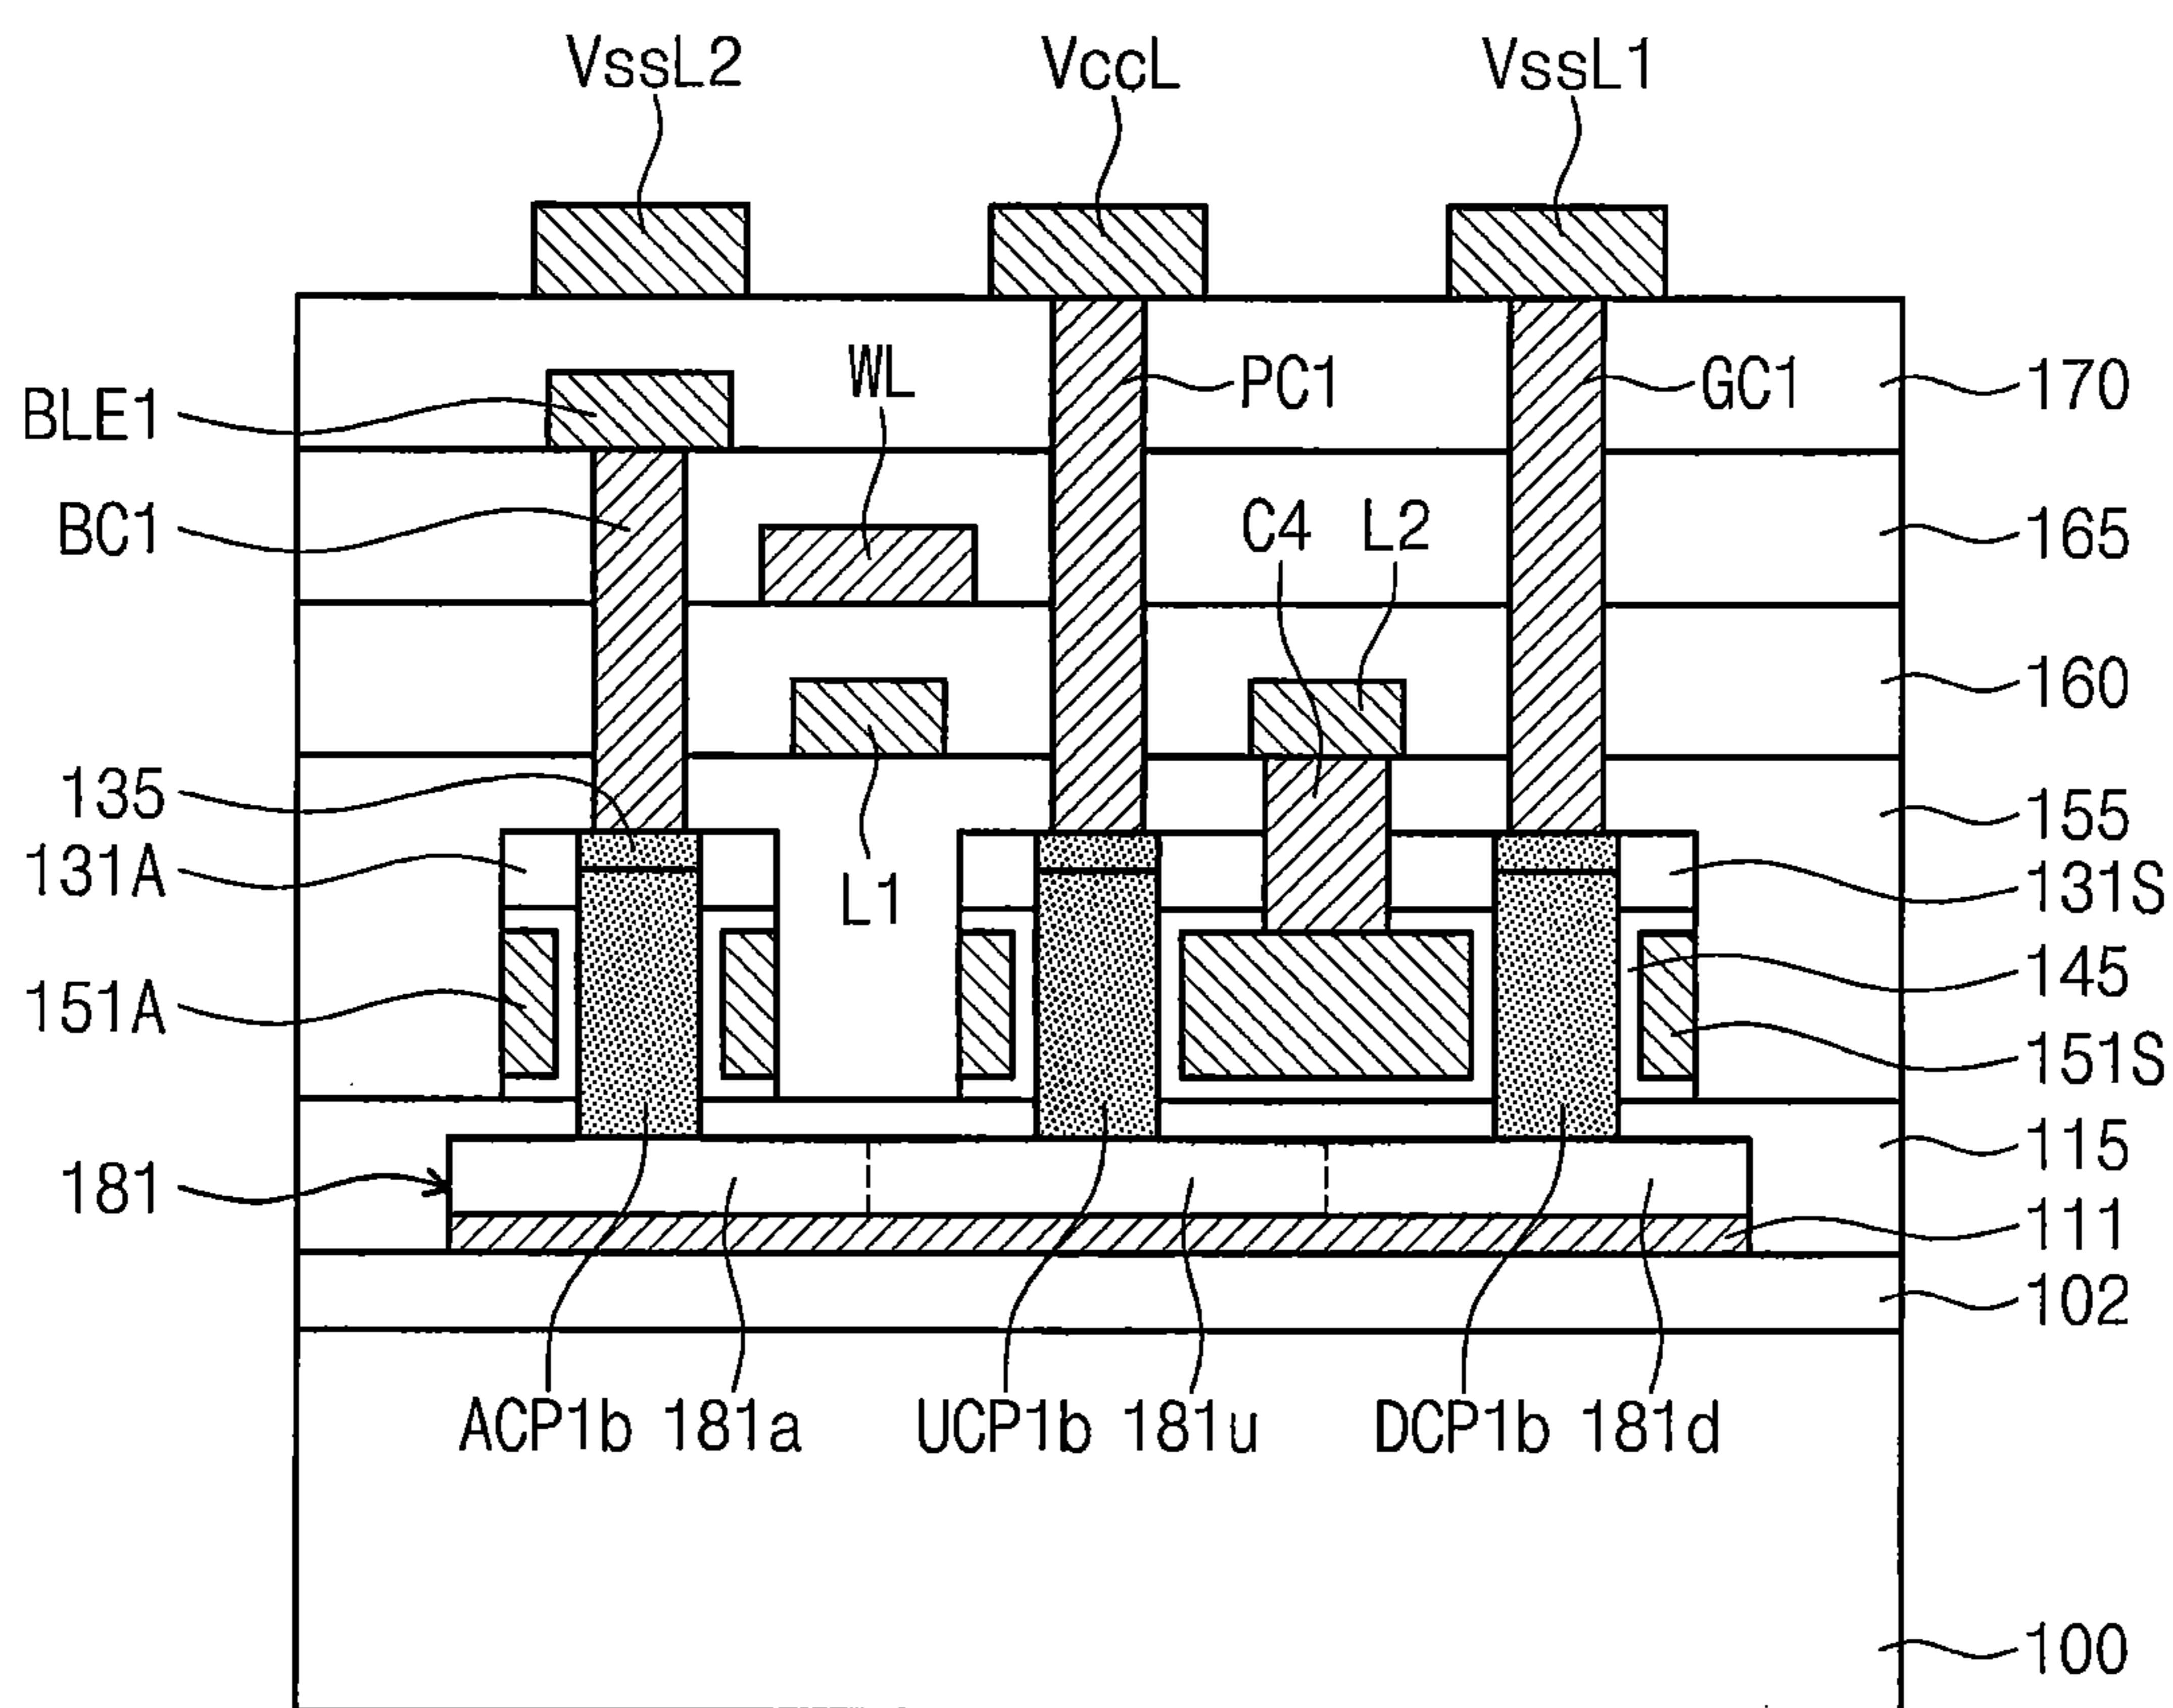 VssL2 VccL VssL1
WL
BLE1 PC1 GC1 170
BC1 C4 L2 165
160
135 155
131A L1 131S
145
151A 151S
115
181
111
102
ACP1b 181a UCP1b 181u DCP1b 181d
100